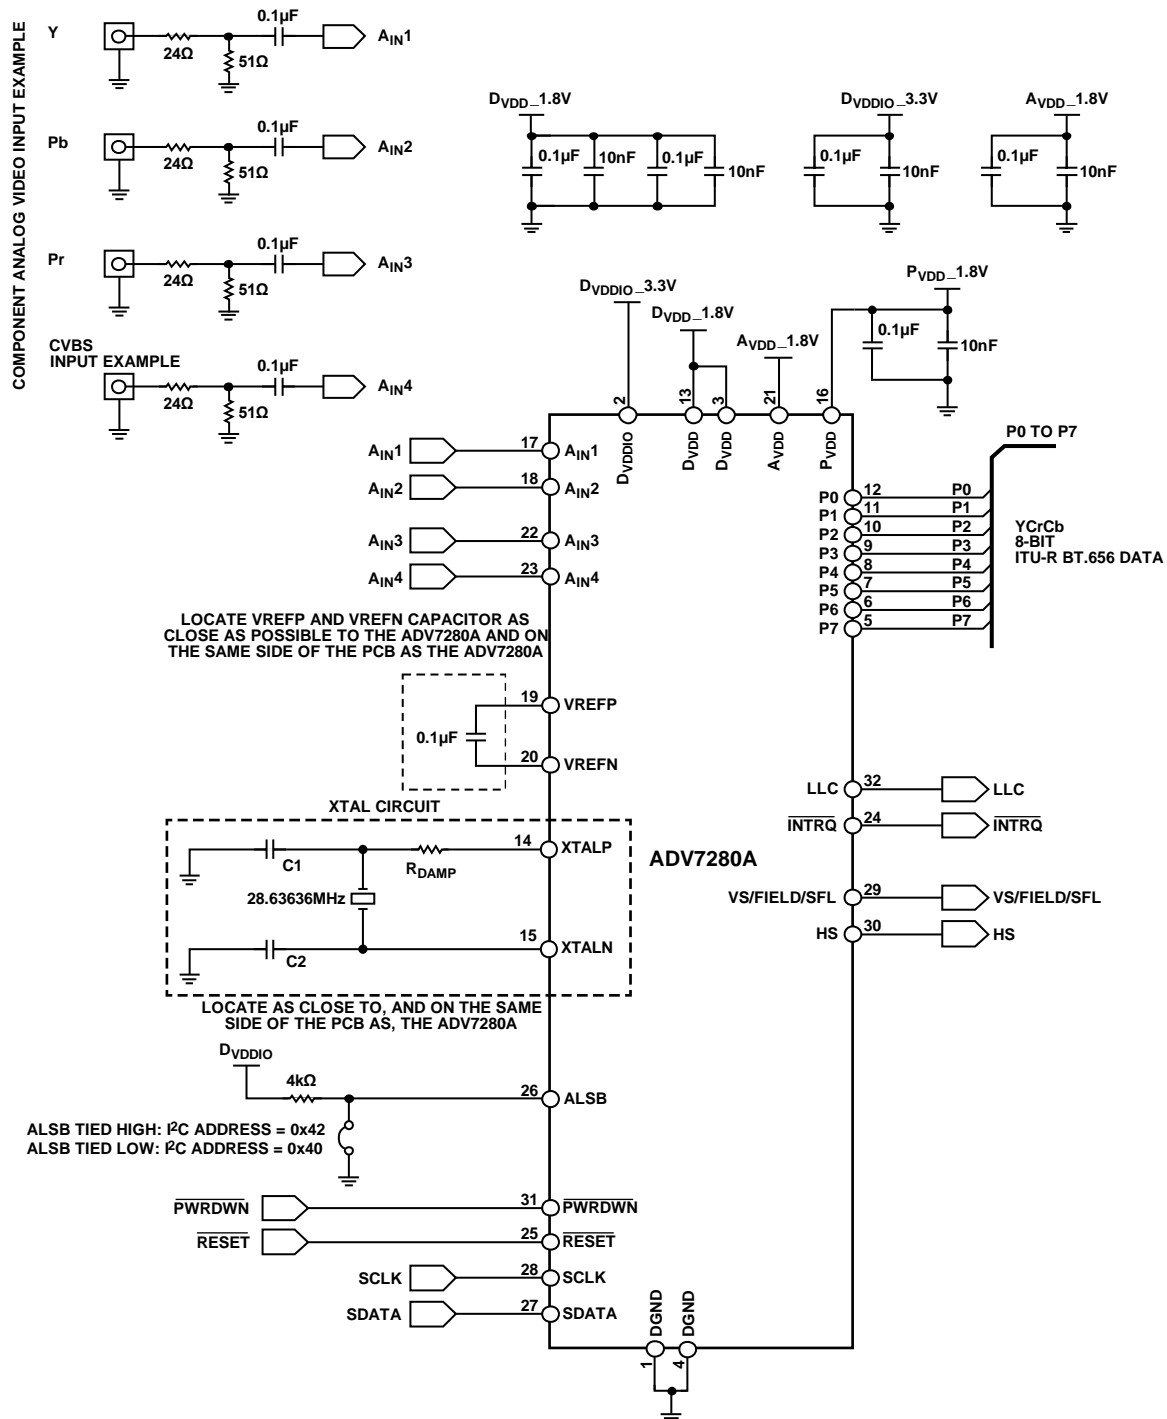 COMPONENT ANALOG VIDEO INPUT EXAMPLE
Y
0.1µF
24Ω
51Ω
AIN1
Pb
0.1µF
24Ω
51Ω
AIN2
Pr
0.1µF
24Ω
51Ω
AIN3
CVBS
INPUT EXAMPLE
0.1µF
24Ω
51Ω
AIN4
DVDD_1.8V
0.1µF
10nF
0.1µF
10nF
DVDDIO_3.3V
0.1µF
10nF
AVDD_1.8V
0.1µF
10nF
DVDDIO_3.3V
DVDD_1.8V
AVDD_1.8V
PVDD_1.8V
0.1µF
10nF
2
13
3
21
16
DVDDIO
DVDD
DVDD
AVDD
PVDD
AIN1
17
AIN1
AIN2
18
AIN2
AIN3
22
AIN3
AIN4
23
AIN4
P0 TO P7
P0
12
P0
P1
11
P1
P2
10
P2
P3
9
P3
P4
8
P4
P5
7
P5
P6
6
P6
P7
5
P7
YCrCb
8-BIT
ITU-R BT.656 DATA
LOCATE VREFP AND VREFN CAPACITOR AS
CLOSE AS POSSIBLE TO THE ADV7280A AND ON
THE SAME SIDE OF THE PCB AS THE ADV7280A
19
VREFP
0.1µF
20
VREFN
XTAL CIRCUIT
14
XTALP
C1
RDAMP
28.63636MHz
15
XTALN
C2
LOCATE AS CLOSE TO, AND ON THE SAME
SIDE OF THE PCB AS, THE ADV7280A
ADV7280A
LLC
32
LLC
INTRQ
24
INTRQ
VS/FIELD/SFL
29
VS/FIELD/SFL
HS
30
HS
DVDDIO
4kΩ
26
ALSB
ALSB TIED HIGH: I2C ADDRESS = 0x42
ALSB TIED LOW: I2C ADDRESS = 0x40
PWRDWN
31
PWRDWN
RESET
25
RESET
SCLK
28
SCLK
SDATA
27
SDATA
DGND
DGND
1
4